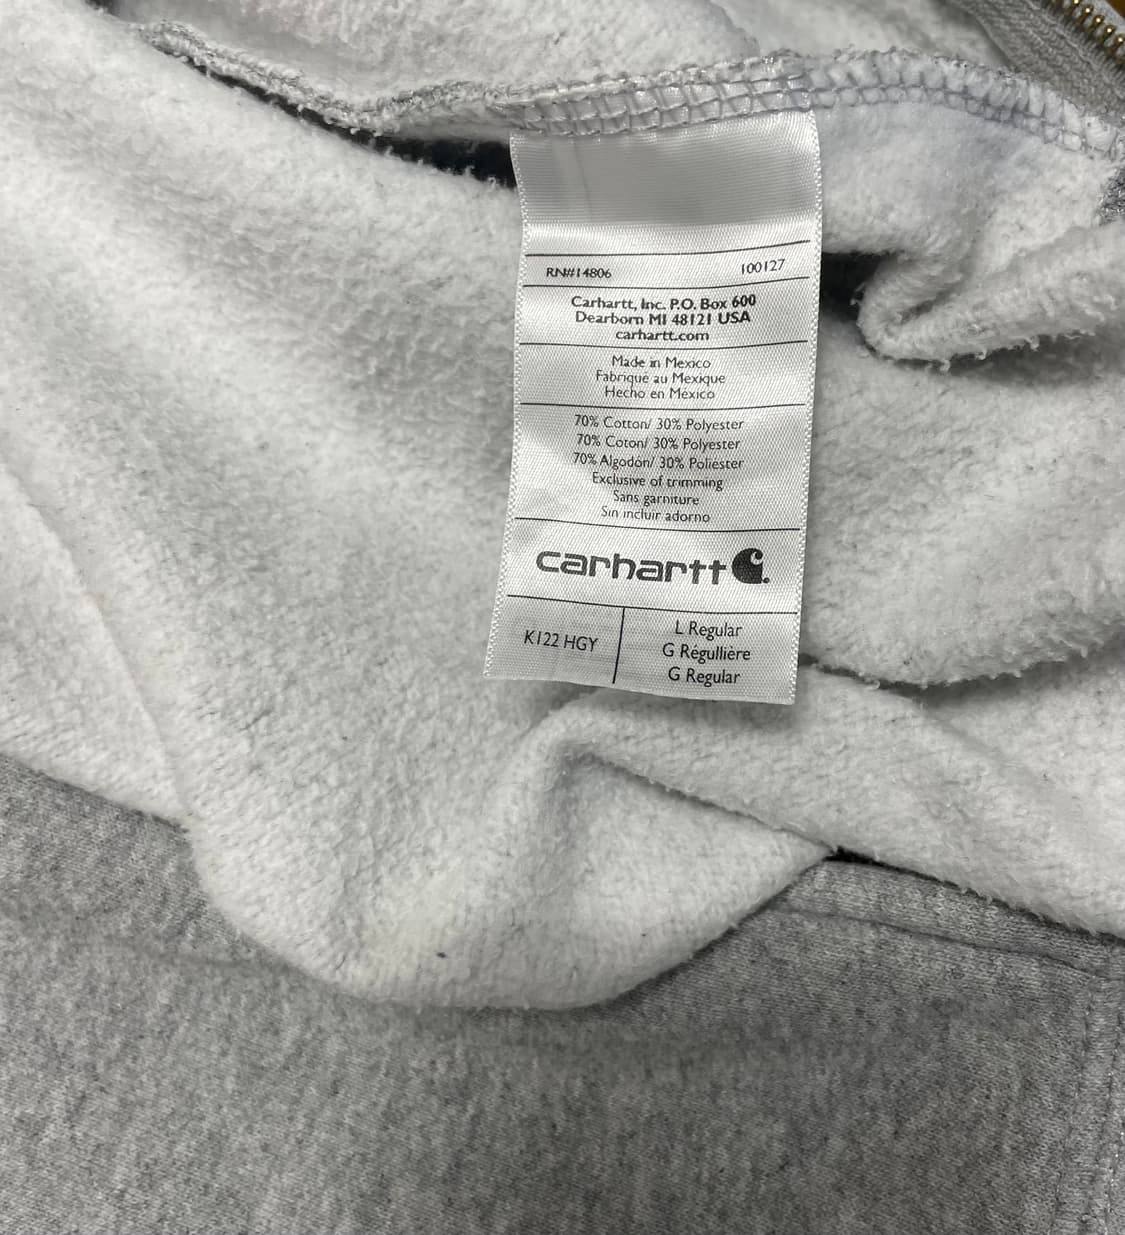 RN#14806 100127
Carhartt, Inc. P.O. Box 600
Dearborn MI 48121 USA
carhartt.com
Made in Mexico
Fabriqué au Mexique
Hecho en México
70% Cotton/ 30% Polyester
70% Coton/ 30% Polyester
70% Algodón/ 30% Poliester
Exclusive of trimming
Sans garniture
Sin incluir adorno
carhartt
K122 HGY
L Regular
G Régullière
G Regular